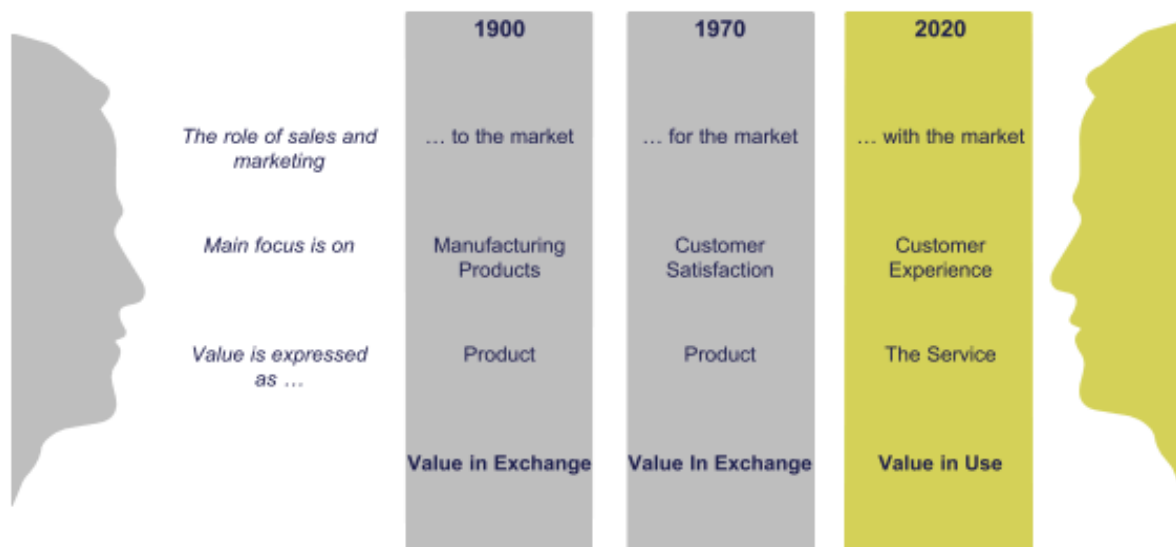 1900 1970 2020
The role of sales and marketing … to the market … for the market … with the market
Main focus is on Manufacturing Products Customer Satisfaction Customer Experience
Value is expressed as … Product Product The Service
Value in Exchange Value In Exchange Value in Use